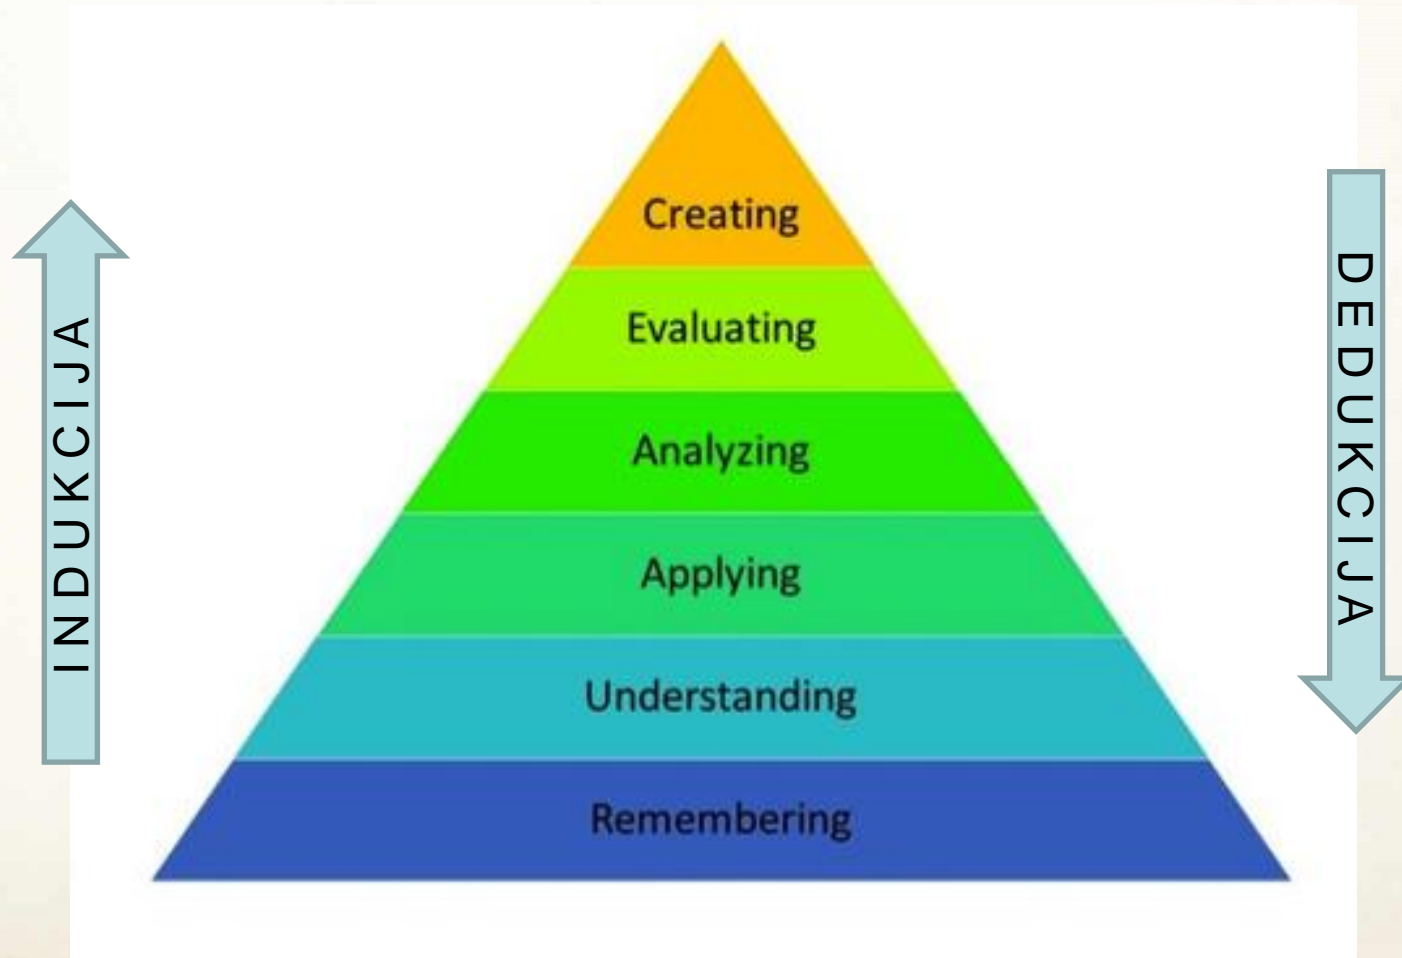 INDUKCIJA
Creating
Evaluating
Analyzing
Applying
Understanding
Remembering
DEDUKCIJA